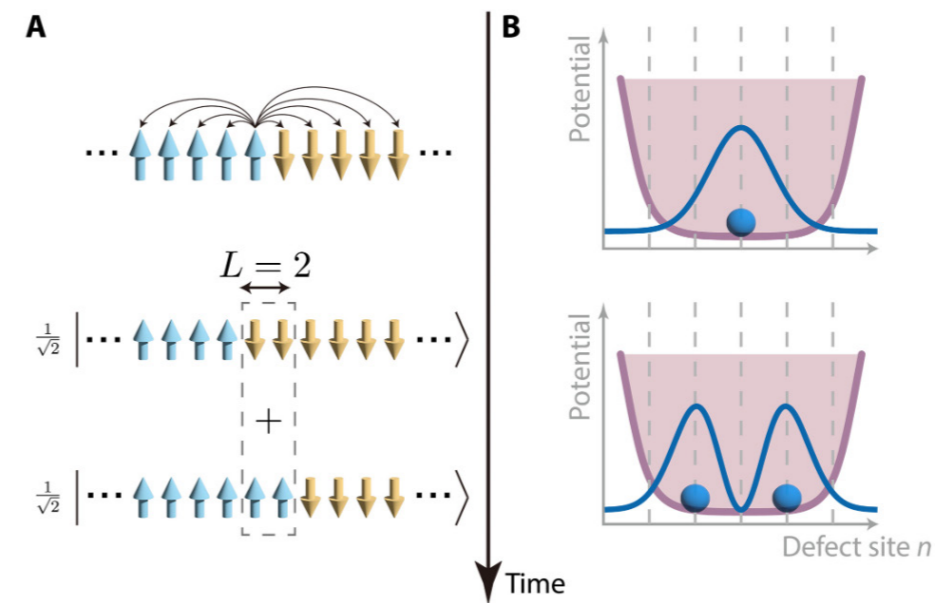 A
B
Potential
L = 2
1/√2 | ··· ··· ⟩
+
1/√2 | ··· ··· ⟩
Potential
Defect site n
Time